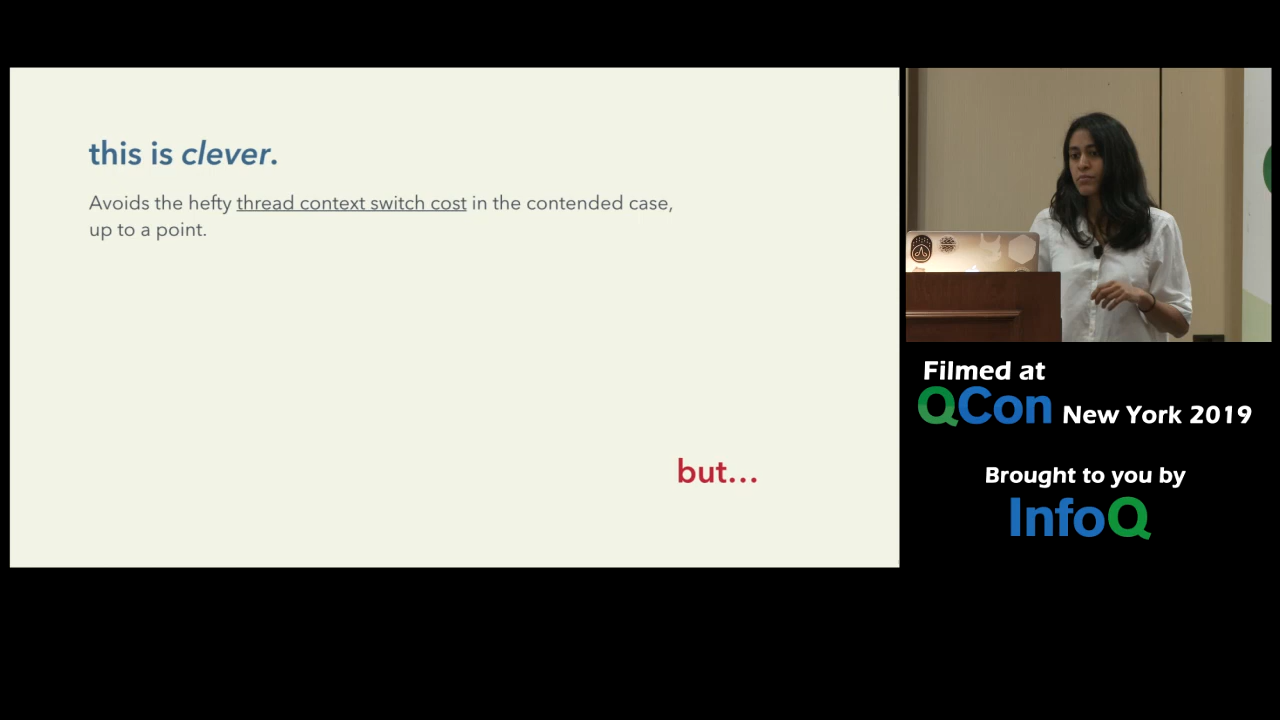 this is clever.
Avoids the hefty thread context switch cost in the contended case,
up to a point.
but...
Filmed at
QCon New York 2019
Brought to you by
InfoQ